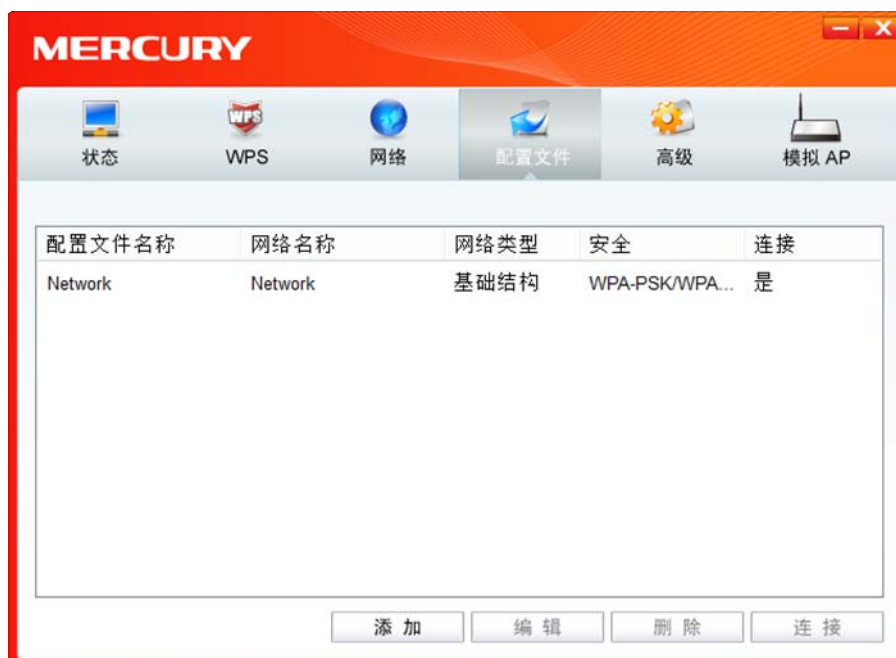 MERCURY
状态 WPS 网络 配置文件 高级 模拟 AP
配置文件名称 网络名称 网络类型 安全 连接
Network Network 基础结构 WPA-PSK/WPA... 是
添 加 编 辑 删 除 连 接